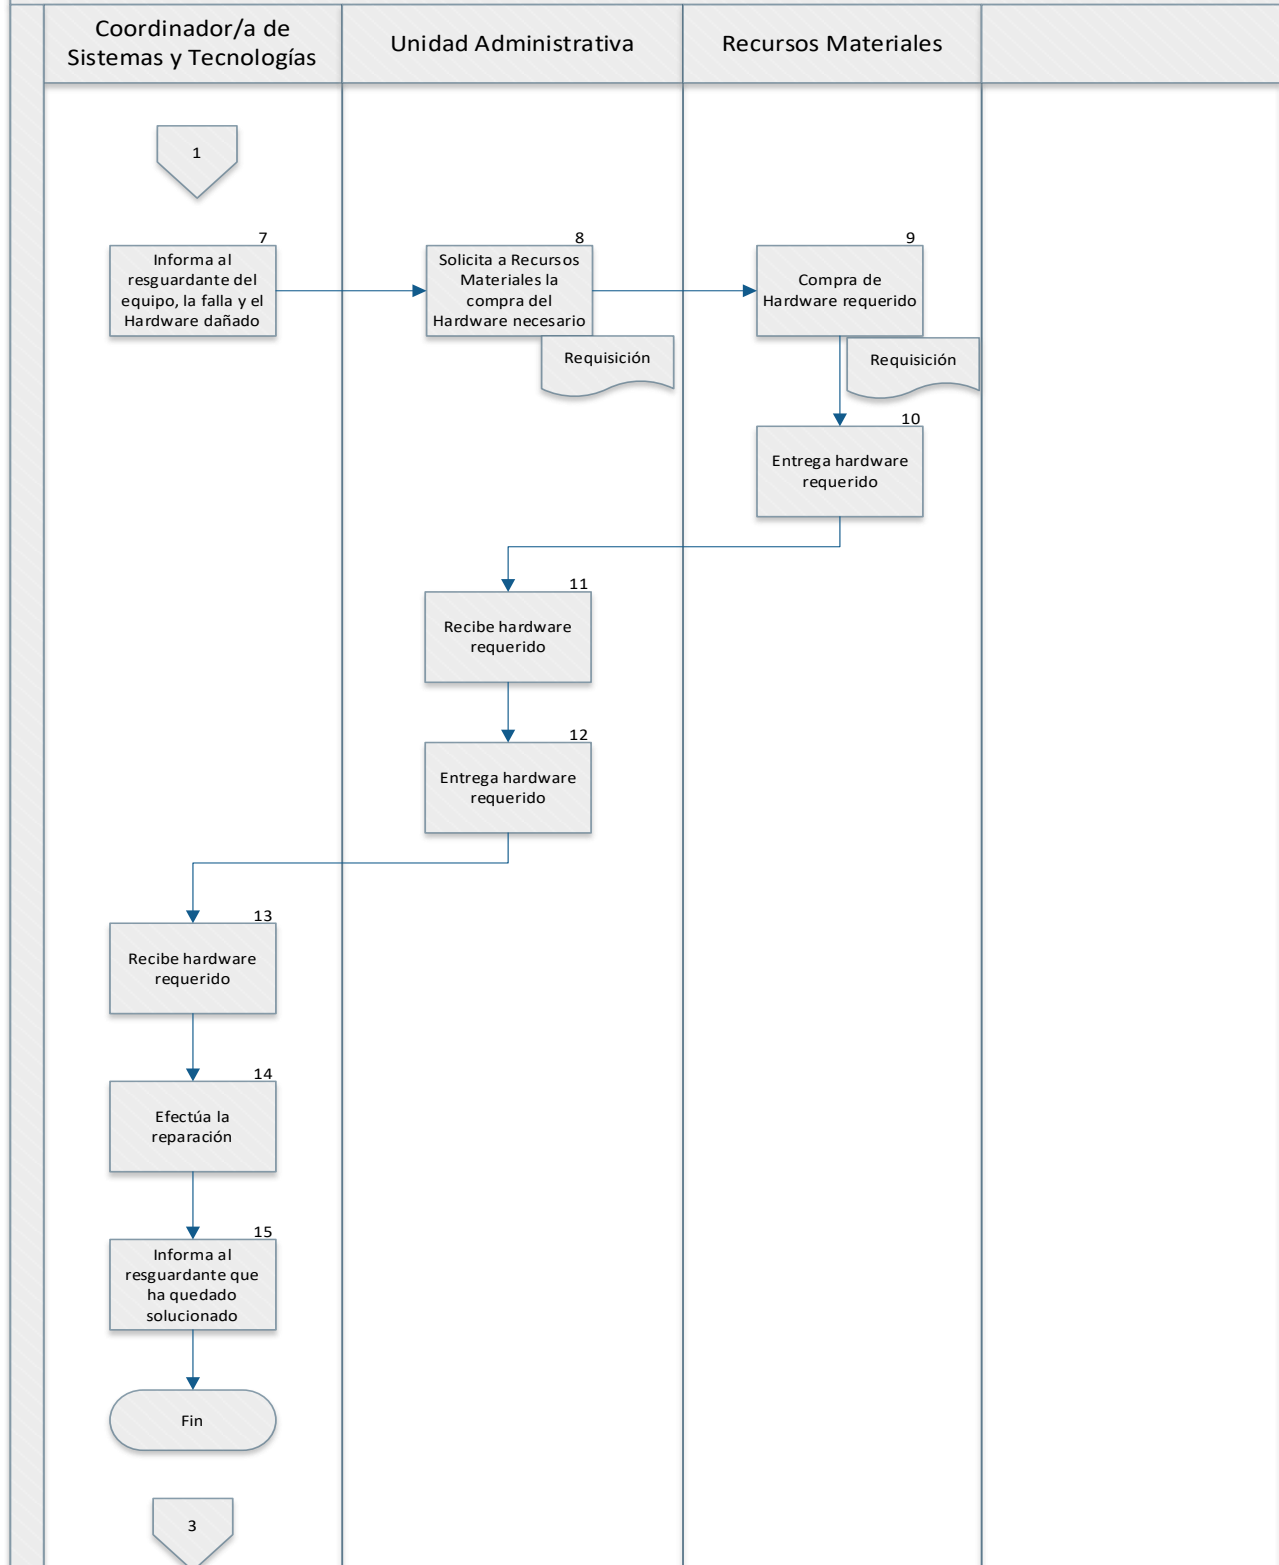 Coordinador/a de
Sistemas y Tecnologías
Unidad Administrativa
Recursos Materiales
1
7
Informa al
resguardante del
equipo, la falla y el
Hardware dañado
8
Solicita a Recursos
Materiales la
compra del
Hardware necesario
Requisición
9
Compra de
Hardware requerido
Requisición
10
Entrega hardware
requerido
11
Recibe hardware
requerido
12
Entrega hardware
requerido
13
Recibe hardware
requerido
14
Efectúa la
reparación
15
Informa al
resguardante que
ha quedado
solucionado
Fin
3